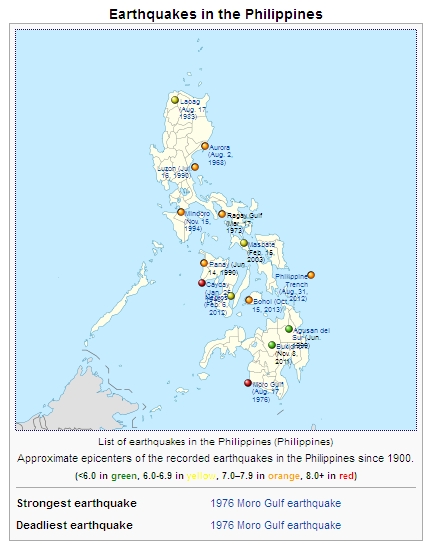 Earthquakes in the Philippines
Laoag
(Aug. 17,
1983)
Aurora
(Aug. 2,
1968)
Luzon (Jul.
16, 1990)
Mindoro
(Nov. 15,
1994)
Ragay Gulf
(Mar. 17,
1973)
Masbate
(Feb. 15,
2003)
Panay (Jun.
14, 1990)
Philippine
Trench
(Aug. 31,
2012)
Caycay
(Jan. 25,
(Feb. 6,
2012)
Bohol (Oct.
15, 2013)
Agusan del
Sur (Jun.
(Nov. 8,
2011)
Moro Gulf
(Aug. 17,
1976)
List of earthquakes in the Philippines (Philippines)
Approximate epicenters of the recorded earthquakes in the Philippines since 1900.
(<6.0 in green, 6.0-6.9 in yellow, 7.0–7.9 in orange, 8.0+ in red)
Strongest earthquake 1976 Moro Gulf earthquake
Deadliest earthquake 1976 Moro Gulf earthquake